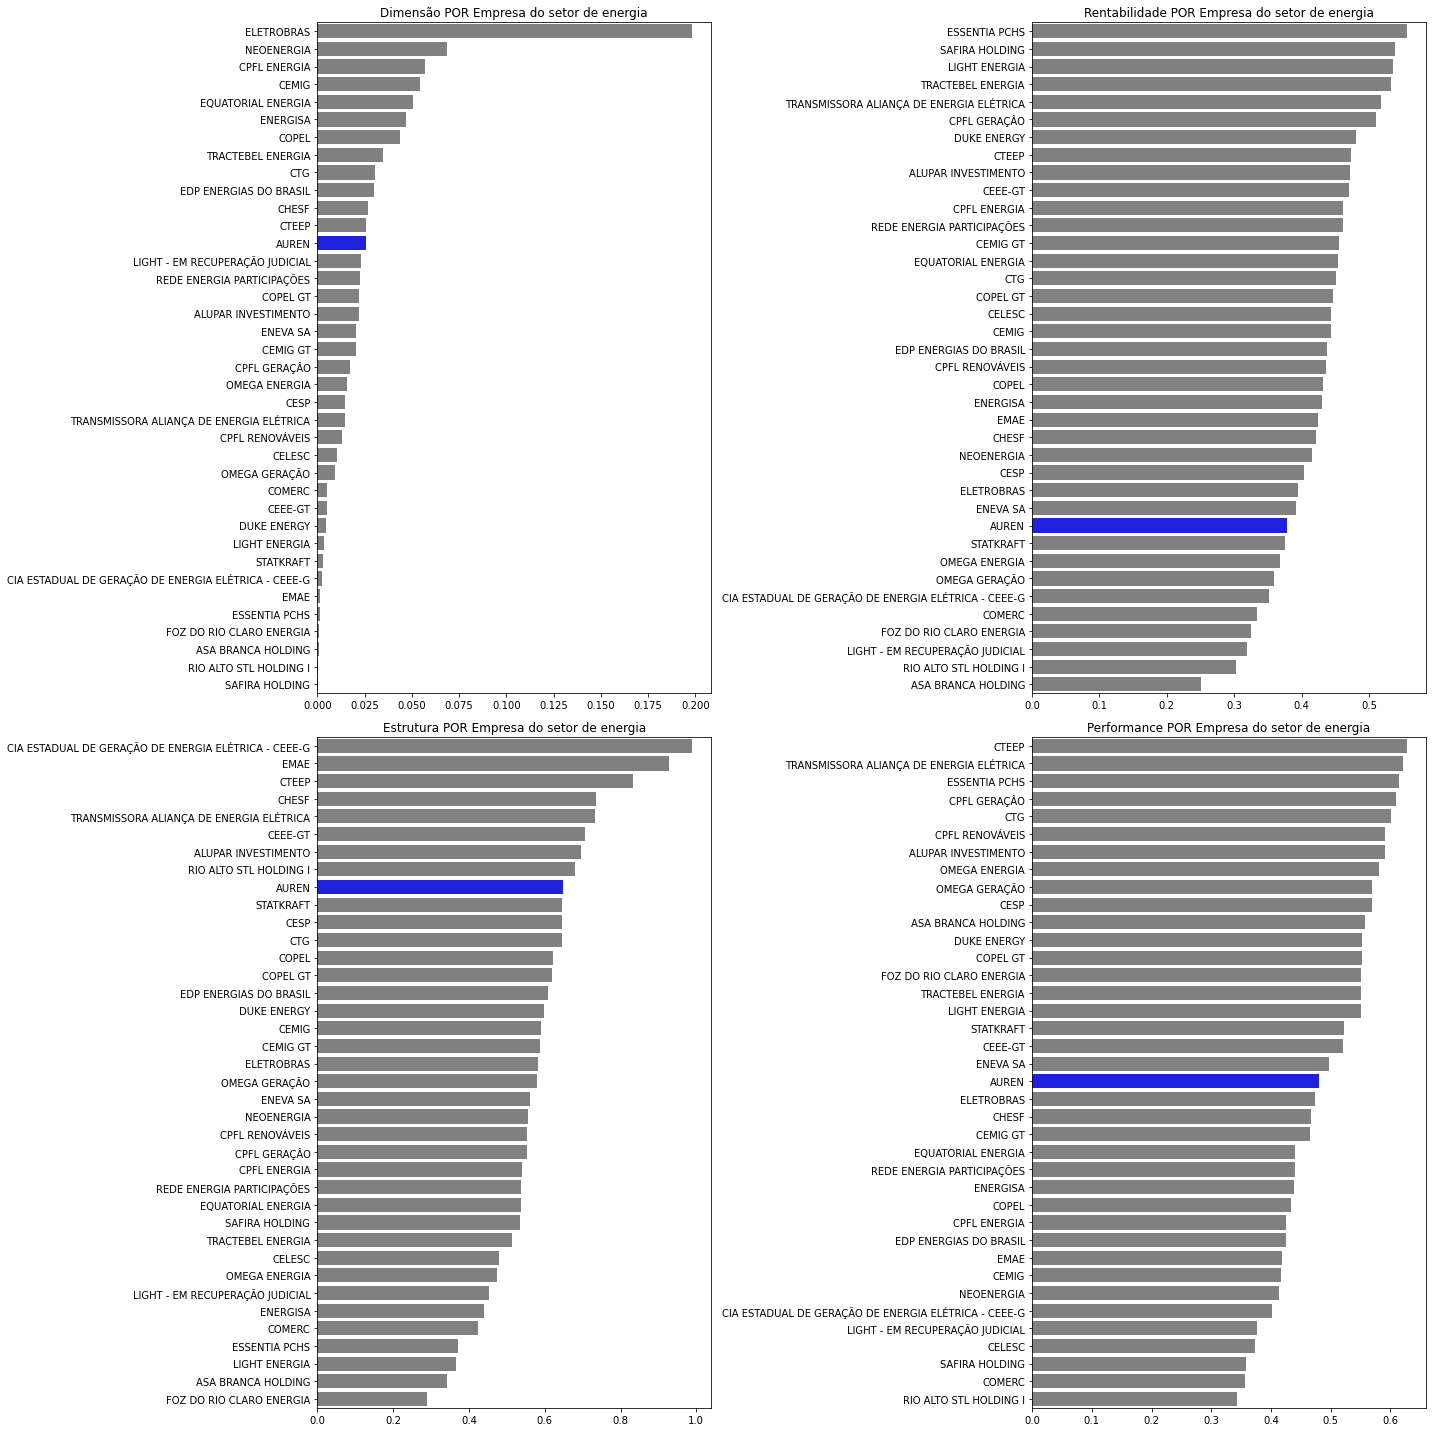 Dimensão POR Empresa do setor de energia
ELETROBRAS
NEOENERGIA
CPFL ENERGIA
CEMIG
EQUATORIAL ENERGIA
ENERGISA
COPEL
TRACTEBEL ENERGIA
CTG
EDP ENERGIAS DO BRASIL
CHESF
CTEEP
AUREN
LIGHT - EM RECUPERAÇÃO JUDICIAL
REDE ENERGIA PARTICIPAÇÕES
COPEL GT
ALUPAR INVESTIMENTO
ENEVA SA
CEMIG GT
CPFL GERAÇÃO
OMEGA ENERGIA
CESP
TRANSMISSORA ALIANÇA DE ENERGIA ELÉTRICA
CPFL RENOVÁVEIS
CELESC
OMEGA GERAÇÃO
COMERC
CEEE-GT
DUKE ENERGY
LIGHT ENERGIA
STATKRAFT
CIA ESTADUAL DE GERAÇÃO DE ENERGIA ELÉTRICA - CEEE-G
EMAE
ESSENTIA PCHS
FOZ DO RIO CLARO ENERGIA
ASA BRANCA HOLDING
RIO ALTO STL HOLDING I
SAFIRA HOLDING
0.000 0.025 0.050 0.075 0.100 0.125 0.150 0.175 0.200
Rentabilidade POR Empresa do setor de energia
ESSENTIA PCHS
SAFIRA HOLDING
LIGHT ENERGIA
TRACTEBEL ENERGIA
TRANSMISSORA ALIANÇA DE ENERGIA ELÉTRICA
CPFL GERAÇÃO
DUKE ENERGY
CTEEP
ALUPAR INVESTIMENTO
CEEE-GT
CPFL ENERGIA
REDE ENERGIA PARTICIPAÇÕES
CEMIG GT
EQUATORIAL ENERGIA
CTG
COPEL GT
CELESC
CEMIG
EDP ENERGIAS DO BRASIL
CPFL RENOVÁVEIS
COPEL
ENERGISA
EMAE
CHESF
NEOENERGIA
CESP
ELETROBRAS
ENEVA SA
AUREN
STATKRAFT
OMEGA ENERGIA
OMEGA GERAÇÃO
CIA ESTADUAL DE GERAÇÃO DE ENERGIA ELÉTRICA - CEEE-G
COMERC
FOZ DO RIO CLARO ENERGIA
LIGHT - EM RECUPERAÇÃO JUDICIAL
RIO ALTO STL HOLDING I
ASA BRANCA HOLDING
0.0 0.1 0.2 0.3 0.4 0.5
Estrutura POR Empresa do setor de energia
CIA ESTADUAL DE GERAÇÃO DE ENERGIA ELÉTRICA - CEEE-G
EMAE
CTEEP
CHESF
TRANSMISSORA ALIANÇA DE ENERGIA ELÉTRICA
CEEE-GT
ALUPAR INVESTIMENTO
RIO ALTO STL HOLDING I
AUREN
STATKRAFT
CESP
CTG
COPEL
COPEL GT
EDP ENERGIAS DO BRASIL
DUKE ENERGY
CEMIG
CEMIG GT
ELETROBRAS
OMEGA GERAÇÃO
ENEVA SA
NEOENERGIA
CPFL RENOVÁVEIS
CPFL GERAÇÃO
CPFL ENERGIA
REDE ENERGIA PARTICIPAÇÕES
EQUATORIAL ENERGIA
SAFIRA HOLDING
TRACTEBEL ENERGIA
CELESC
OMEGA ENERGIA
LIGHT - EM RECUPERAÇÃO JUDICIAL
ENERGISA
COMERC
ESSENTIA PCHS
LIGHT ENERGIA
ASA BRANCA HOLDING
FOZ DO RIO CLARO ENERGIA
0.0 0.2 0.4 0.6 0.8 1.0
Performance POR Empresa do setor de energia
CTEEP
TRANSMISSORA ALIANÇA DE ENERGIA ELÉTRICA
ESSENTIA PCHS
CPFL GERAÇÃO
CTG
CPFL RENOVÁVEIS
ALUPAR INVESTIMENTO
OMEGA ENERGIA
OMEGA GERAÇÃO
CESP
ASA BRANCA HOLDING
DUKE ENERGY
COPEL GT
FOZ DO RIO CLARO ENERGIA
TRACTEBEL ENERGIA
LIGHT ENERGIA
STATKRAFT
CEEE-GT
ENEVA SA
AUREN
ELETROBRAS
CHESF
CEMIG GT
EQUATORIAL ENERGIA
REDE ENERGIA PARTICIPAÇÕES
ENERGISA
COPEL
CPFL ENERGIA
EDP ENERGIAS DO BRASIL
EMAE
CEMIG
NEOENERGIA
CIA ESTADUAL DE GERAÇÃO DE ENERGIA ELÉTRICA - CEEE-G
LIGHT - EM RECUPERAÇÃO JUDICIAL
CELESC
SAFIRA HOLDING
COMERC
RIO ALTO STL HOLDING I
0.0 0.1 0.2 0.3 0.4 0.5 0.6